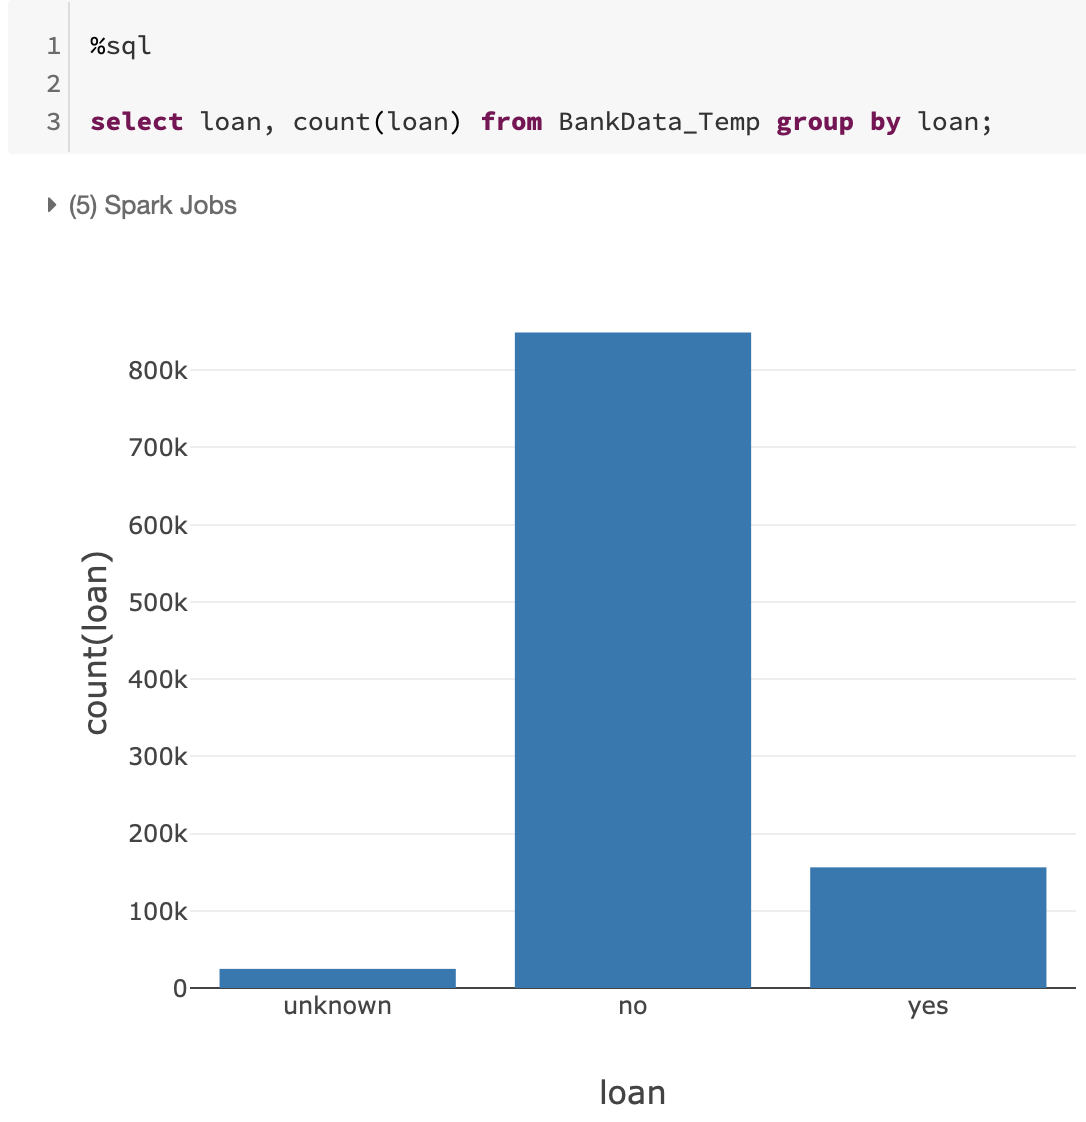 1 %sql
2
3 select loan, count(loan) from BankData_Temp group by loan;
(5) Spark Jobs
800k
700k
600k
500k
400k
300k
200k
100k
0
count(loan)
unknown no yes
loan